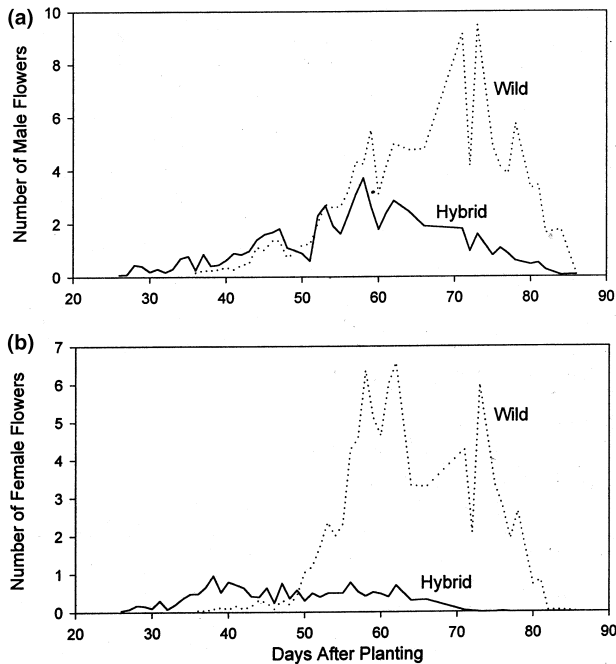 (a)
10
8
6
4
2
0
Number of Male Flowers
Wild
Hybrid
20 30 40 50 60 70 80 90
(b)
7
6
5
4
3
2
1
0
Number of Female Flowers
Wild
Hybrid
20 30 40 50 60 70 80 90
Days After Planting